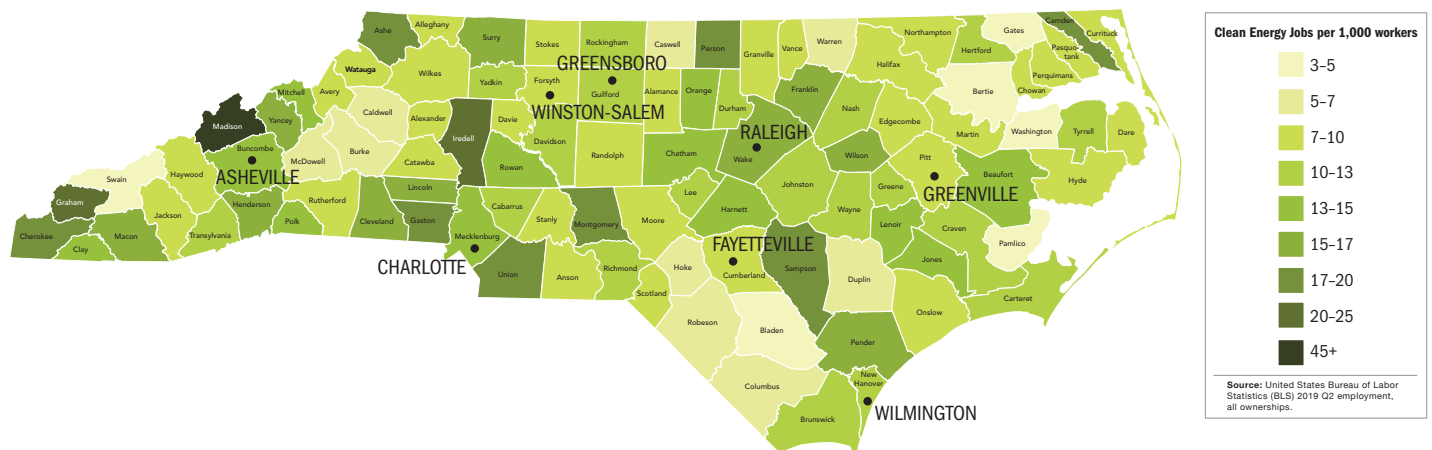 Ashe
Alleghany
Surry
Stokes
Rockingham
Caswell
Person
Granville
Vance
Warren
Northampton
Gates
Camden
Currituck
Hertford
Pasquo-
tank
Perquimans
Chowan
Halifax
Bertie
Watauga
Wilkes
Yadkin
Forsyth
GREENSBORO
Guilford
WINSTON-SALEM
Alamance
Orange
Durham
Franklin
Nash
Edgecombe
Martin
Washington
Tyrrell
Dare
Mitchell
Avery
Caldwell
Alexander
Iredell
Davie
Davidson
Randolph
Chatham
RALEIGH
Wake
Wilson
Pitt
GREENVILLE
Beaufort
Hyde
Madison
Yancey
Buncombe
ASHEVILLE
McDowell
Burke
Catawba
Rowan
Lee
Johnston
Greene
Wayne
Lenoir
Craven
Pamlico
Swain
Haywood
Graham
Jackson
Henderson
Rutherford
Lincoln
Cleveland
Gaston
Cabarrus
Stanly
Montgomery
Moore
Harnett
Cherokee
Clay
Macon
Transylvania
Polk
Mecklenburg
CHARLOTTE
Union
Anson
Richmond
Scotland
Hoke
FAYETTEVILLE
Cumberland
Sampson
Duplin
Jones
Onslow
Carteret
Robeson
Bladen
Pender
Columbus
Brunswick
New
Hanover
WILMINGTON
Clean Energy Jobs per 1,000 workers
3–5
5–7
7–10
10–13
13–15
15–17
17–20
20–25
45+
Source: United States Bureau of Labor
Statistics (BLS) 2019 Q2 employment,
all ownerships.